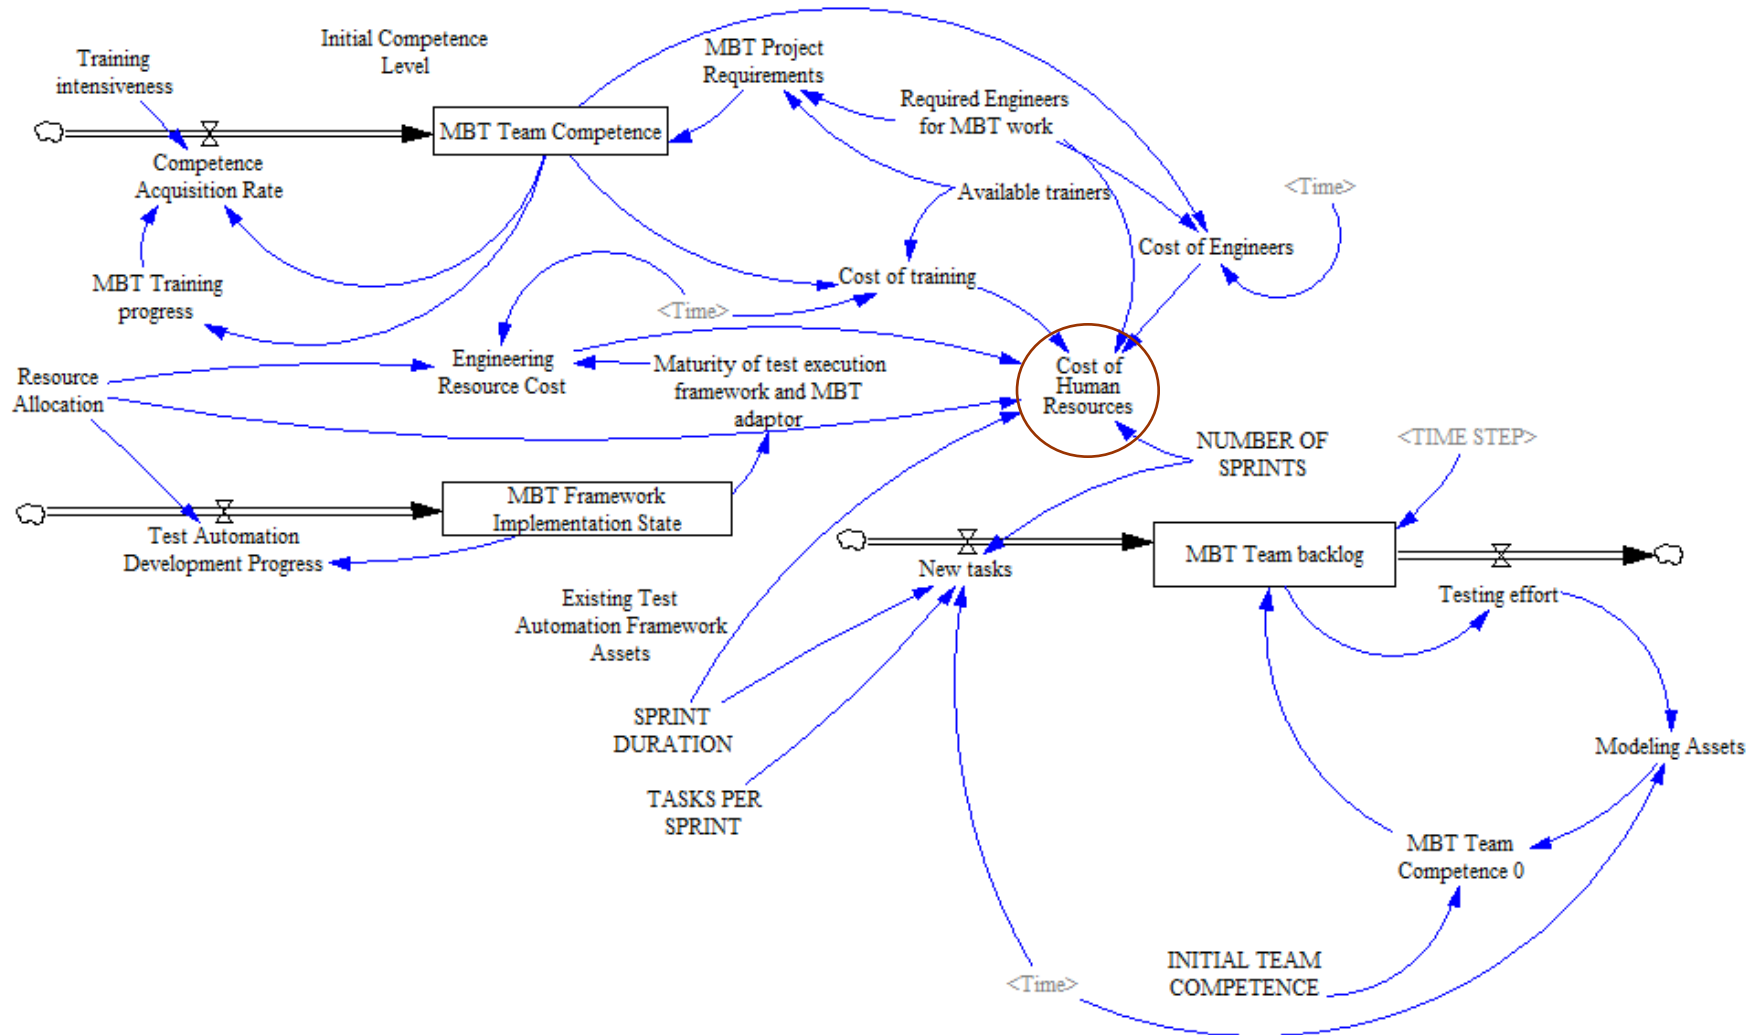 Initial Competence
Level
Training
intensiveness
MBT Project
Requirements
Required Engineers
for MBT work
MBT Team Competence
Competence
Acquisition Rate
Available trainers
<Time>
Cost of Engineers
MBT Training
progress
Cost of training
<Time>
Engineering
Resource Cost
Maturity of test execution
framework and MBT
adaptor
Cost of
Human
Resources
Resource
Allocation
NUMBER OF
SPRINTS
<TIME STEP>
MBT Framework
Implementation State
Test Automation
Development Progress
New tasks
MBT Team backlog
Testing effort
Existing Test
Automation Framework
Assets
SPRINT
DURATION
Modeling Assets
TASKS PER
SPRINT
MBT Team
Competence 0
<Time>
INITIAL TEAM
COMPETENCE